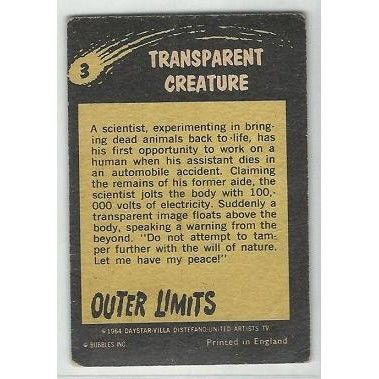 3
TRANSPARENT
CREATURE
A scientist, experimenting in bring-
ing dead animals back to life, has
his first opportunity to work on a
human when his assistant dies in
an automobile accident. Claiming
the remains of his former aide, the
scientist jolts the body with 100,-
000 volts of electricity. Suddenly a
transparent image floats above the
body, speaking a warning from the
beyond. "Do not attempt to tam-
per further with the will of nature.
Let me have my peace!"
OUTER LIMITS
©1964 DAYSTAR-VILLA DISTEFANO-UNITED ARTISTS TV
© BUBBLES INC. Printed in England